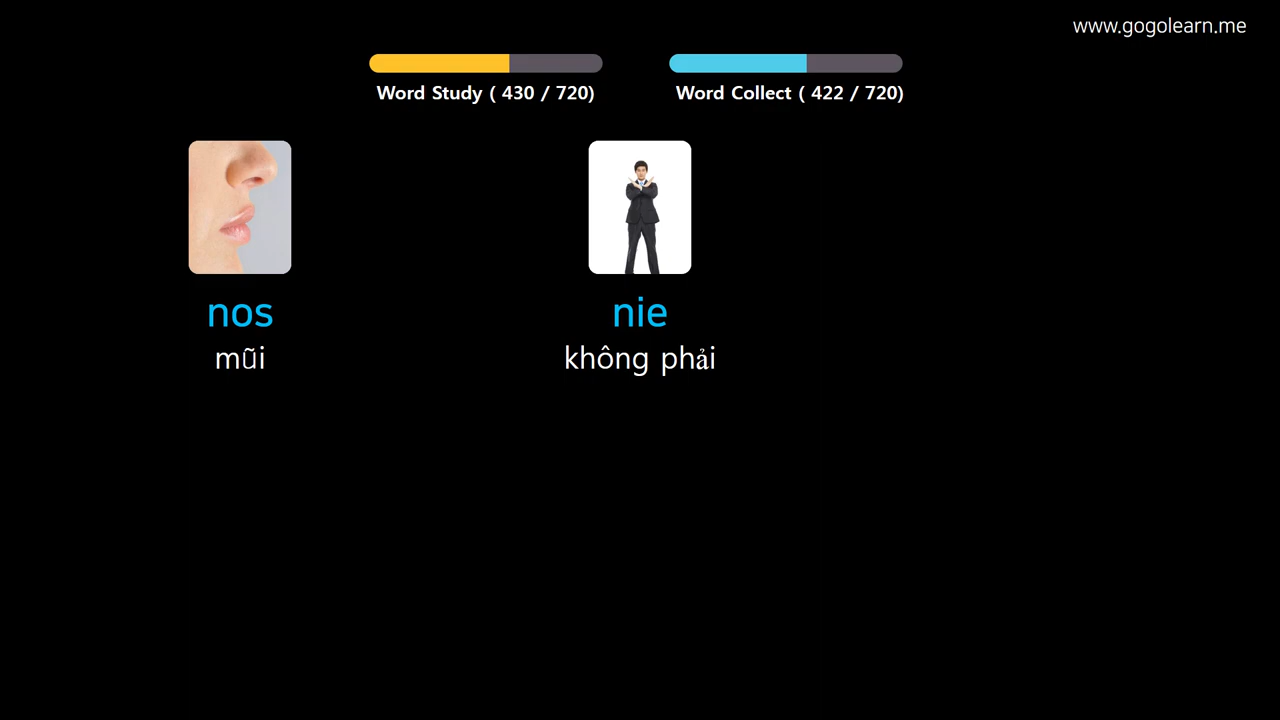 www.gogolearn.me
Word Study ( 430 / 720)
Word Collect ( 422 / 720)
nos
mũi
nie
không phải